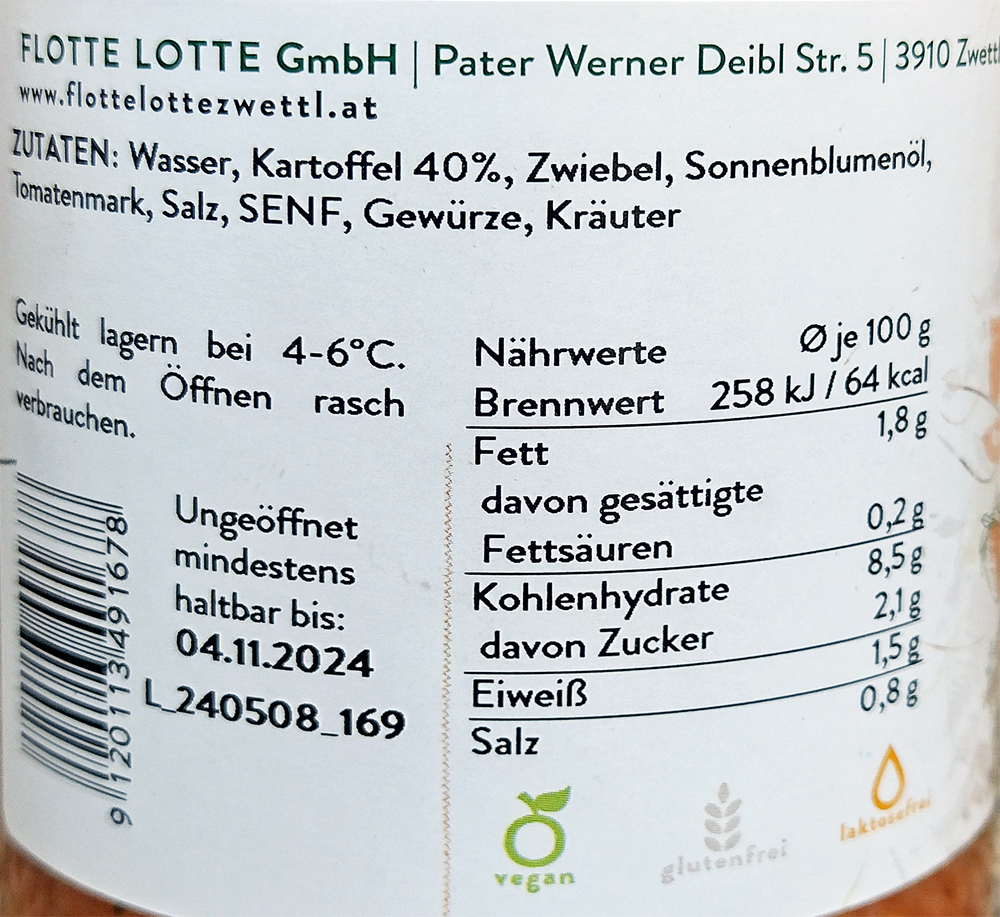 FLOTTE LOTTE GmbH | Pater Werner Deibl Str. 5 | 3910 Zwettl
www.flottelottezwettl.at
ZUTATEN: Wasser, Kartoffel 40%, Zwiebel, Sonnenblumenöl,
Tomatenmark, Salz, SENF, Gewürze, Kräuter
Gekühlt lagern bei 4-6°C.
Nach dem Öffnen rasch
verbrauchen.
Ungeöffnet
mindestens
haltbar bis:
04.11.2024
L_240508_169
9 120113 491678
Nährwerte Ø je 100 g
Brennwert 258 kJ / 64 kcal
Fett 1,8 g
davon gesättigte
Fettsäuren 0,2 g
Kohlenhydrate 8,5 g
davon Zucker 2,1 g
Eiweiß 1,5 g
Salz 0,8 g
vegan
glutenfrei
laktosefrei